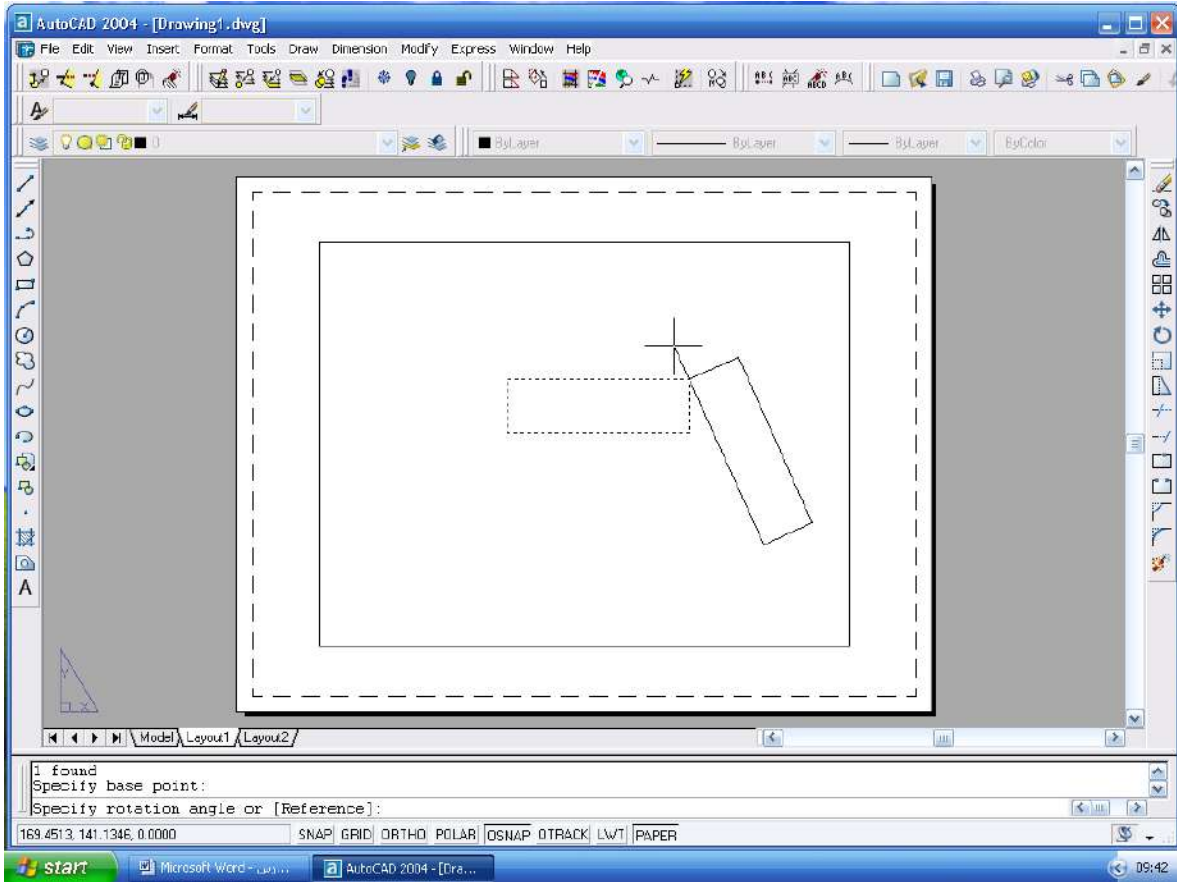 AutoCAD 2004 - [Drawing1.dwg]
File Edit View Insert Format Tools Draw Dimension Modify Express Window Help
0 ByLayer ByLayer ByLayer ByColor
A
Y
X
Model Layout1 Layout2
1 found
Specify base point:
Specify rotation angle or [Reference]:
169.4513, 141.1346, 0.0000 SNAP GRID ORTHO POLAR OSNAP OTRACK LWT PAPER
start Microsoft Word - AutoCAD 2004 - [Dra... 09:42